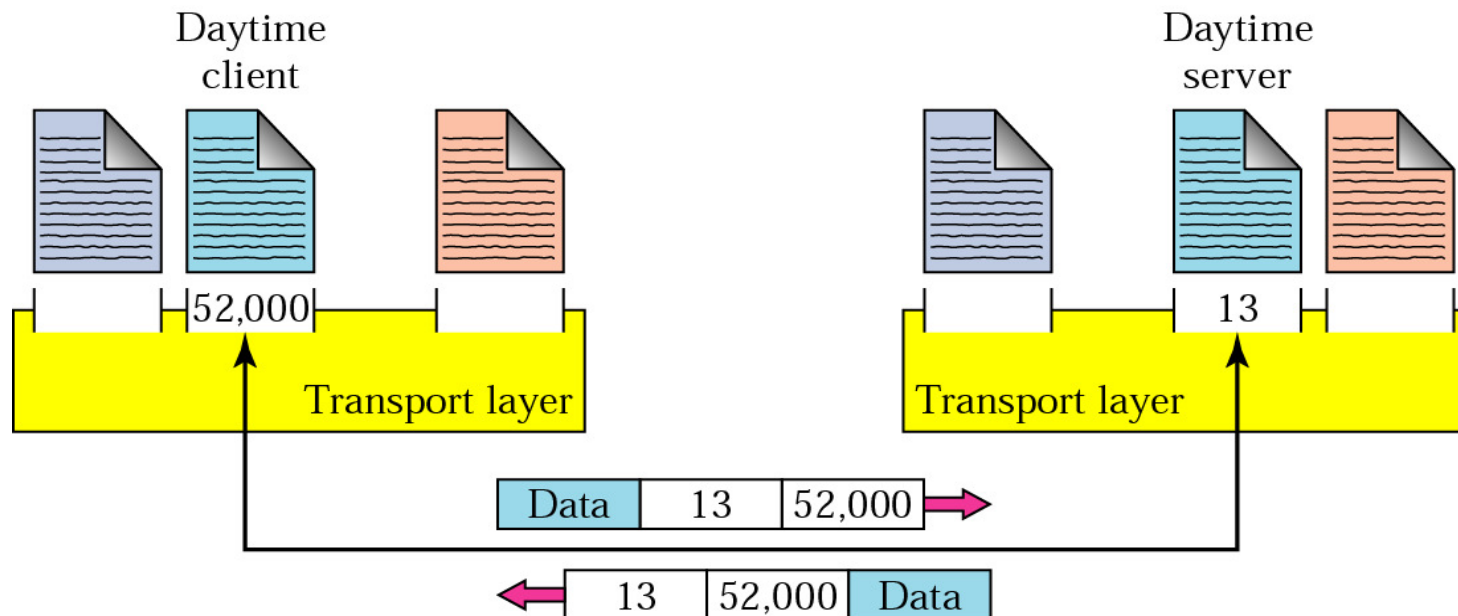 Daytime
client
Daytime
server
52,000
13
Transport layer
Transport layer
Data 13 52,000
13 52,000 Data